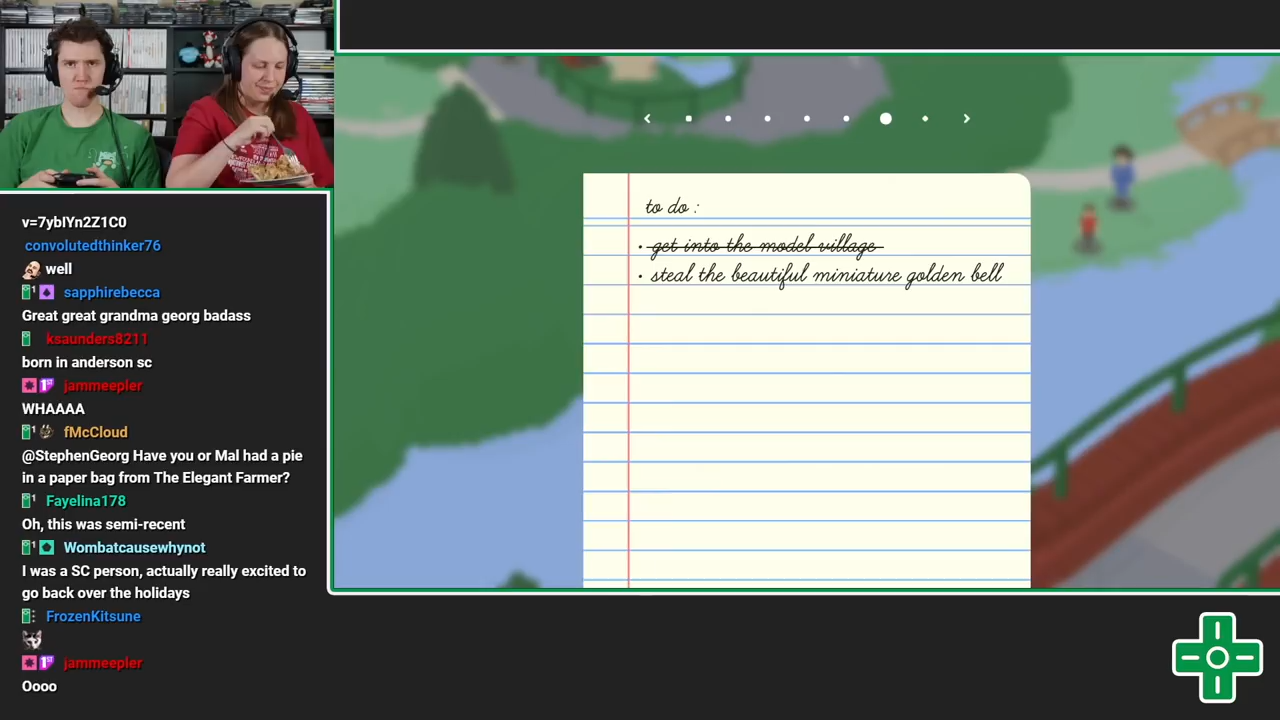 v=7yblYn2Z1C0
convolutedthinker76
well
sapphirebecca
Great great grandma georg badass
ksaunders8211
born in anderson sc
jammeepler
WHAAAA
fMcCloud
@StephenGeorg Have you or Mal had a pie
in a paper bag from The Elegant Farmer?
Fayelina178
Oh, this was semi-recent
Wombatcausewhynot
I was a SC person, actually really excited to
go back over the holidays
FrozenKitsune
jammeepler
Oooo
to do :
• get into the model village
• steal the beautiful miniature golden bell